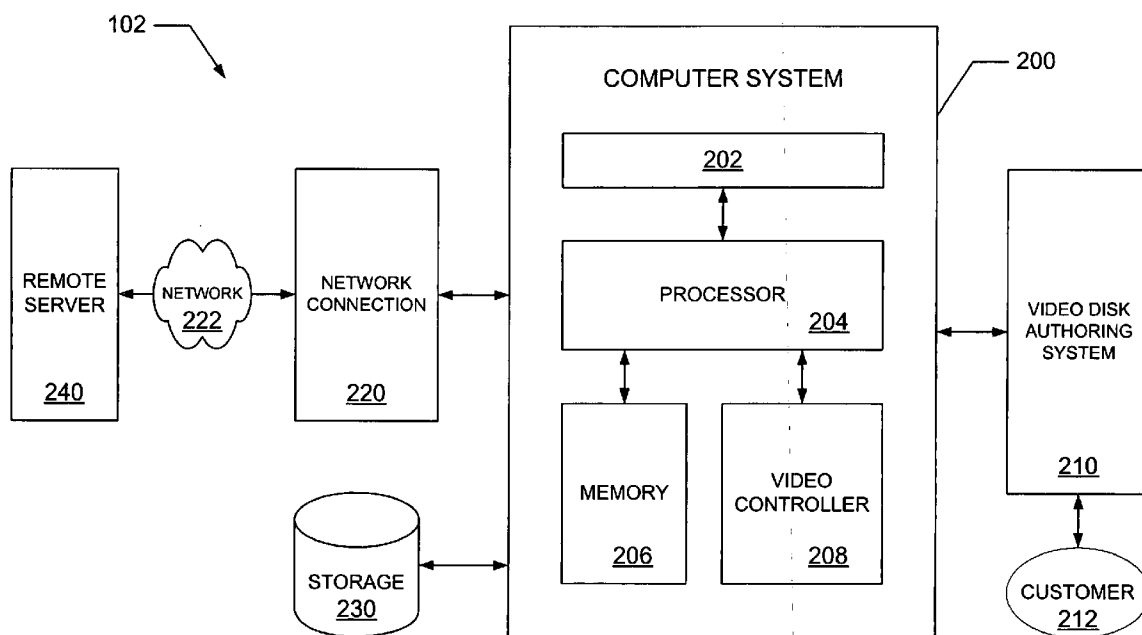 102
COMPUTER SYSTEM
200
202
REMOTE
SERVER
240
NETWORK
222
NETWORK
CONNECTION
220
PROCESSOR
204
VIDEO DISK
AUTHORING
SYSTEM
210
MEMORY
206
VIDEO
CONTROLLER
208
STORAGE
230
CUSTOMER
212